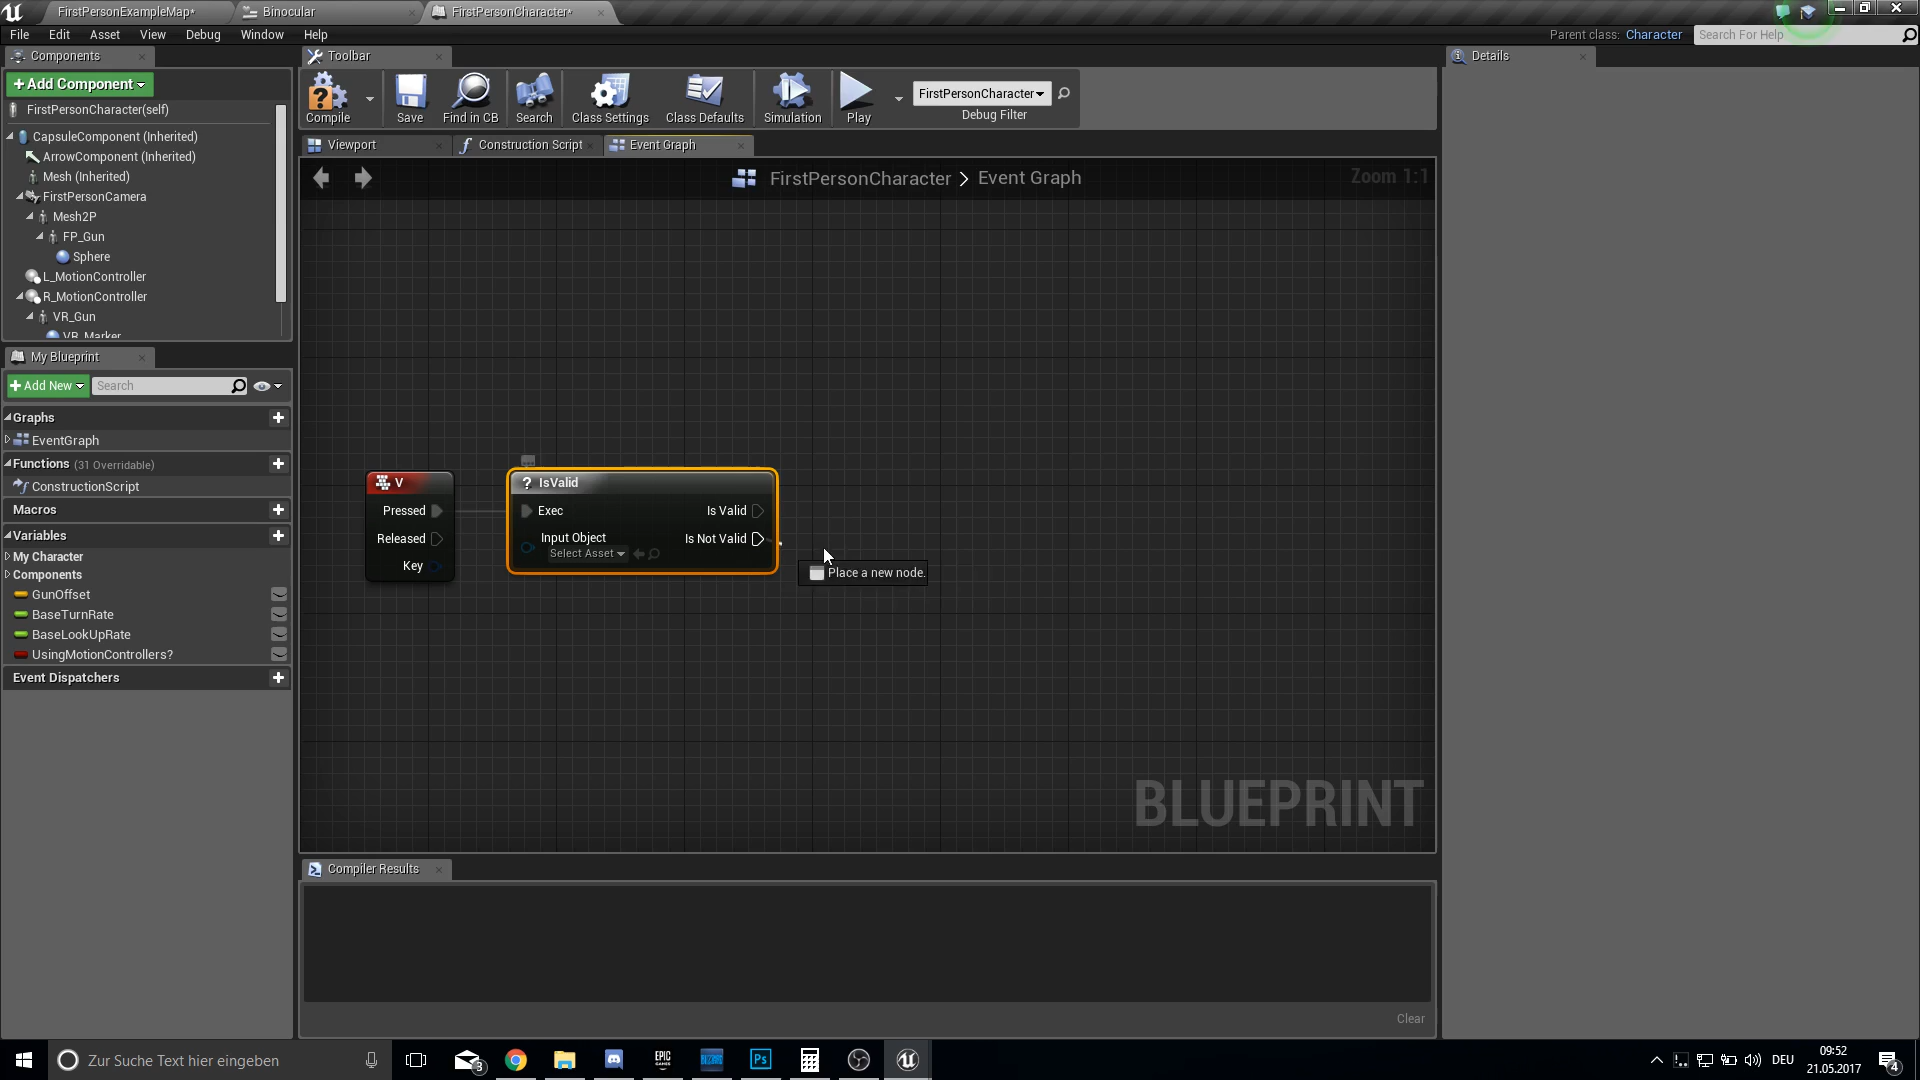 FirstPersonExampleMap*
Binocular
FirstPersonCharacter*
File Edit Asset View Debug Window Help
Parent class: Character
Search For Help
Components
+ Add Component
FirstPersonCharacter(self)
CapsuleComponent (Inherited)
ArrowComponent (Inherited)
Mesh (Inherited)
FirstPersonCamera
Mesh2P
FP_Gun
Sphere
L_MotionController
R_MotionController
VR_Gun
VR_Marker
My Blueprint
+ Add New
Search
Graphs
EventGraph
Functions (31 Overridable)
ConstructionScript
Macros
Variables
My Character
Components
GunOffset
BaseTurnRate
BaseLookUpRate
UsingMotionControllers?
Event Dispatchers
Toolbar
Compile
Save
Find in CB
Search
Class Settings
Class Defaults
Simulation
Play
FirstPersonCharacter
Debug Filter
Viewport
Construction Script
Event Graph
FirstPersonCharacter > Event Graph
Zoom 1:1
V
Pressed
Released
Key
? IsValid
Exec
Is Valid
Input Object
Select Asset
Is Not Valid
Place a new node.
BLUEPRINT
Compiler Results
Clear
Details
Zur Suche Text hier eingeben
3
EPIC
GAMES
Ps
DEU
09:52
21.05.2017
4